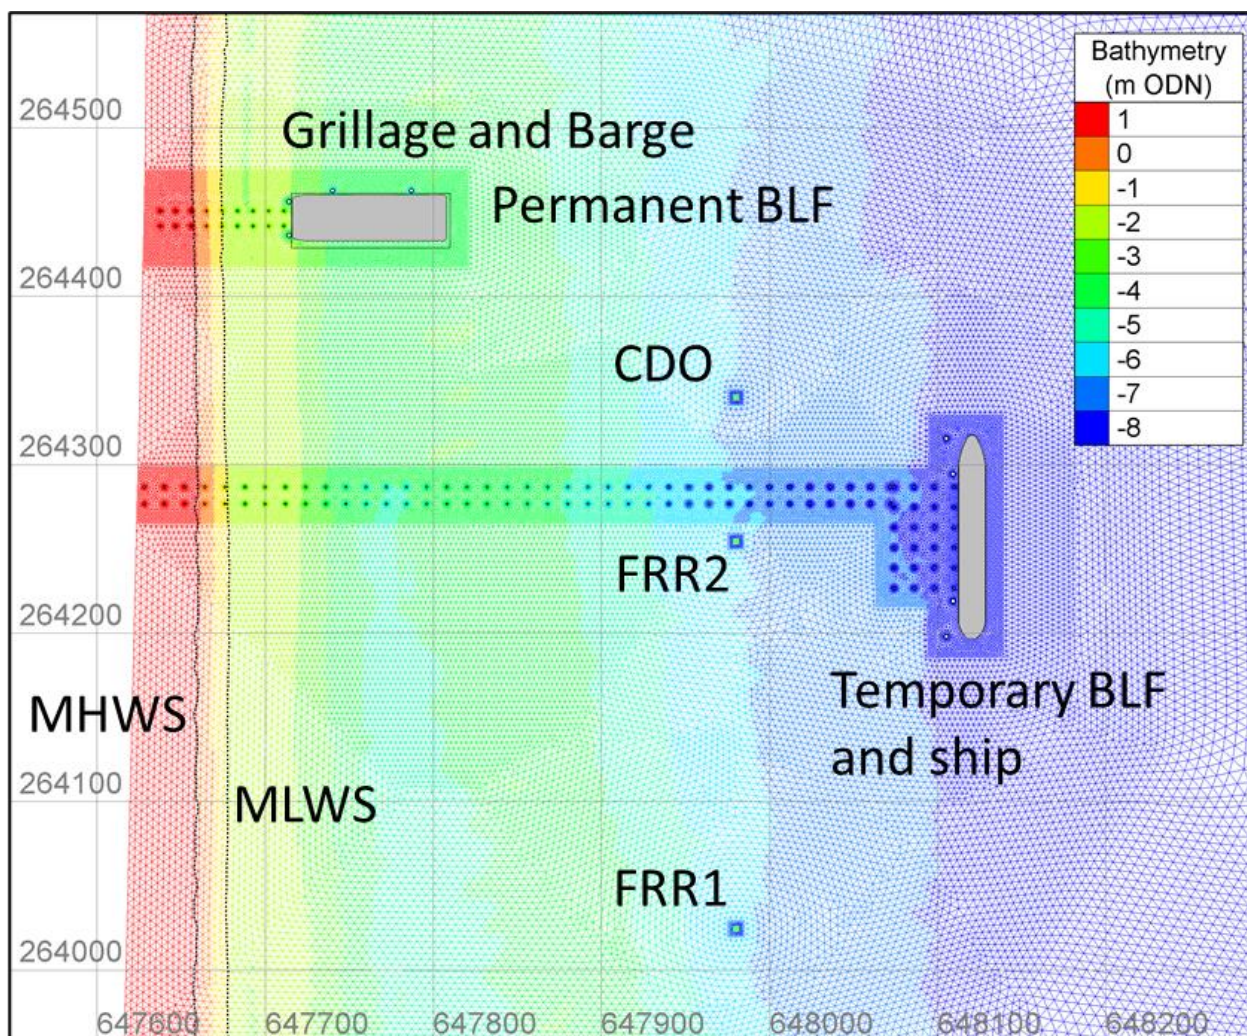 Bathymetry
(m ODN)
1
0
-1
-2
-3
-4
-5
-6
-7
-8
264500
Grillage and Barge
Permanent BLF
264400
CDO
264300
FRR2
264200
Temporary BLF
and ship
MHWS
264100
MLWS
FRR1
264000
647600 647700 647800 647900 648000 648100 648200